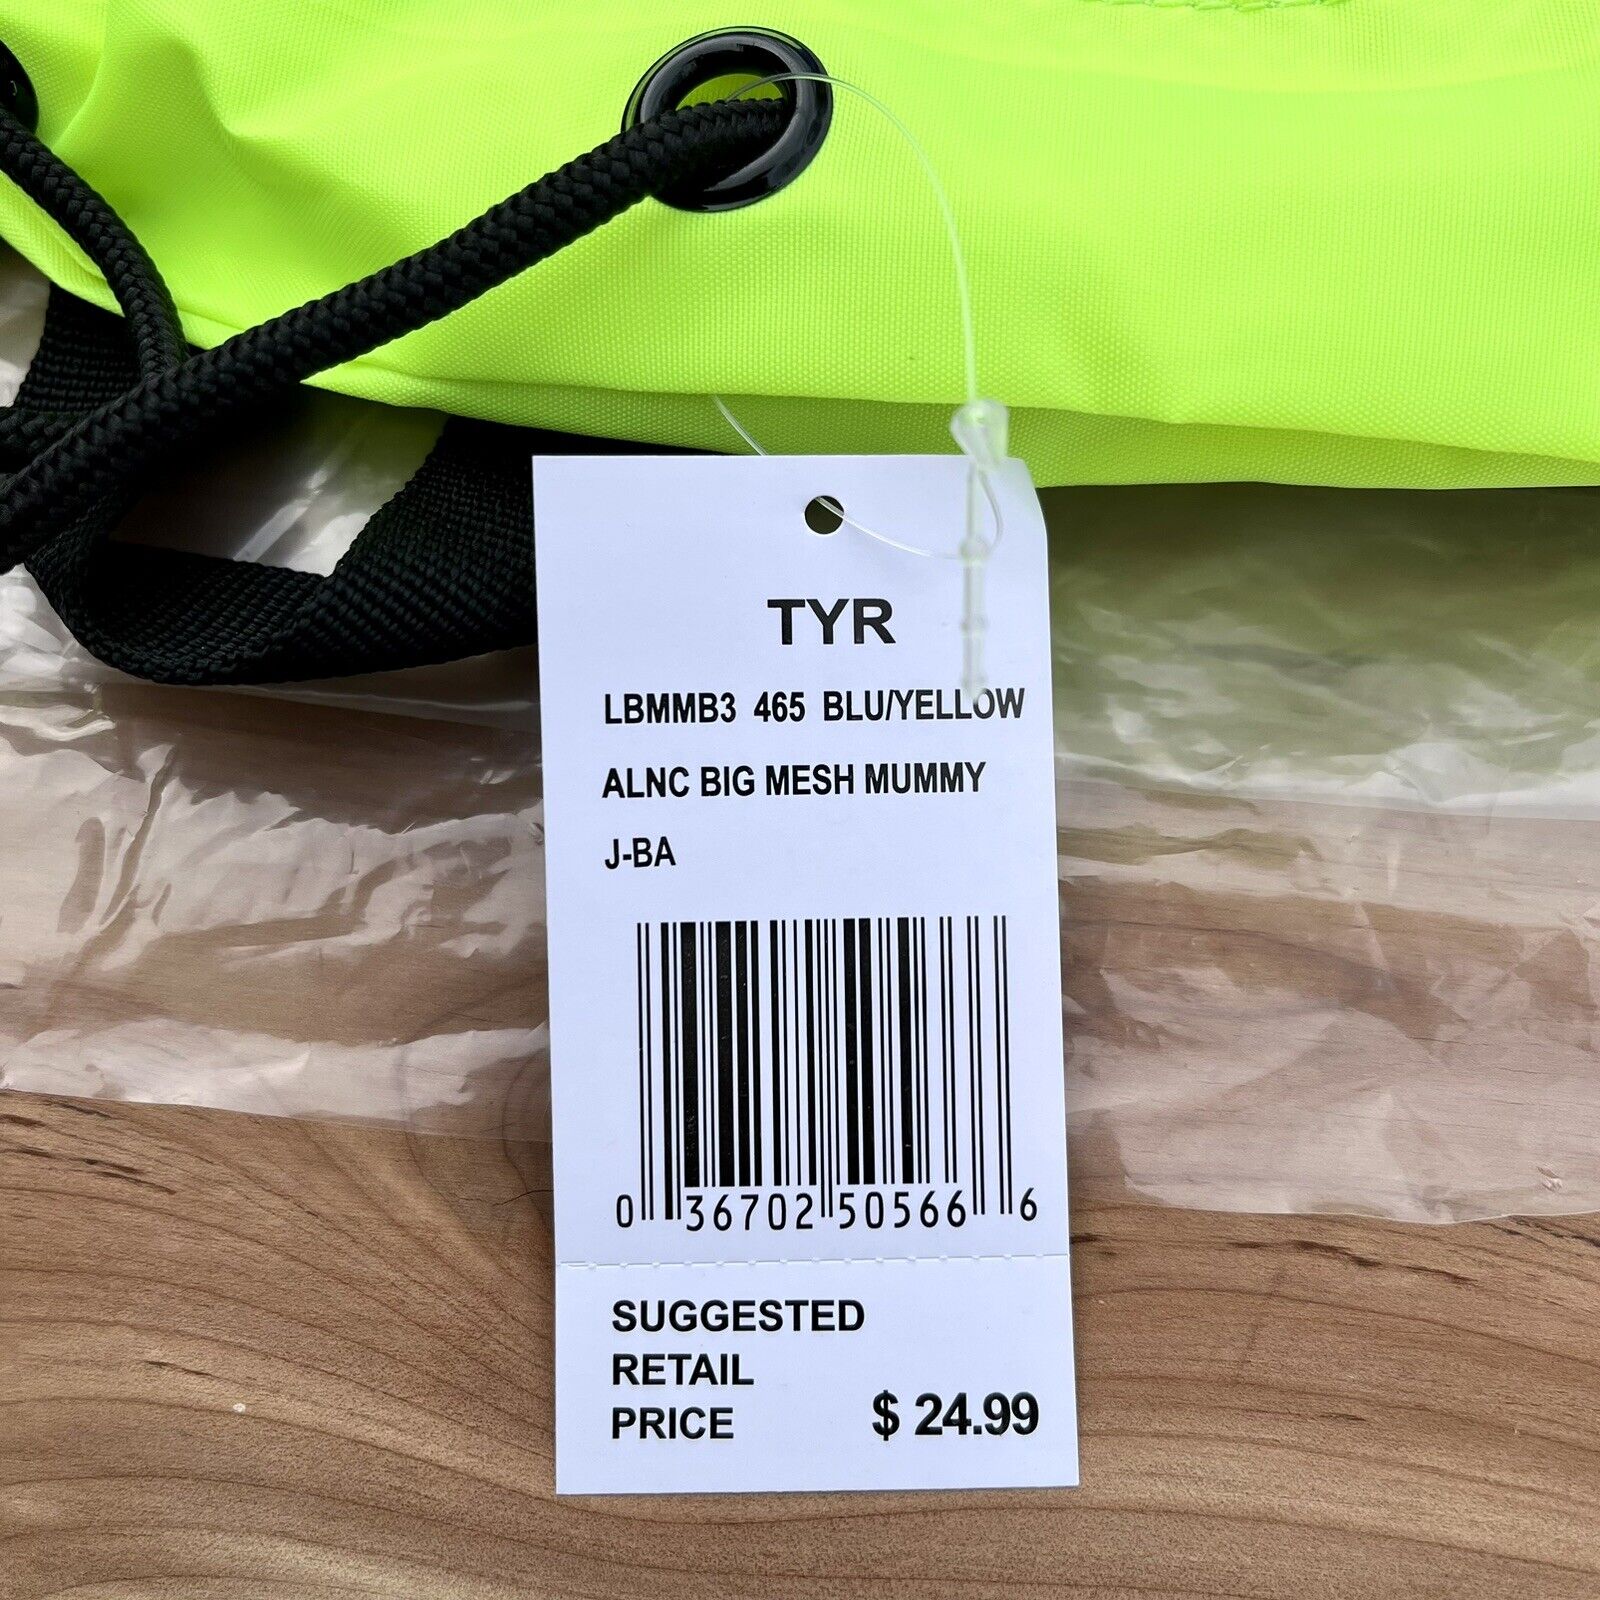 TYR
LBMMB3 465 BLU/YELLOW
ALNC BIG MESH MUMMY
J-BA
0 36702 50566 6
SUGGESTED
RETAIL
PRICE $ 24.99